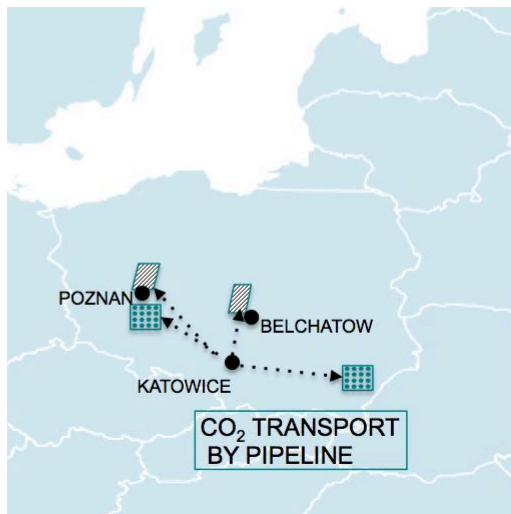 POZNAN
BELCHATOW
KATOWICE
CO₂ TRANSPORT
BY PIPELINE